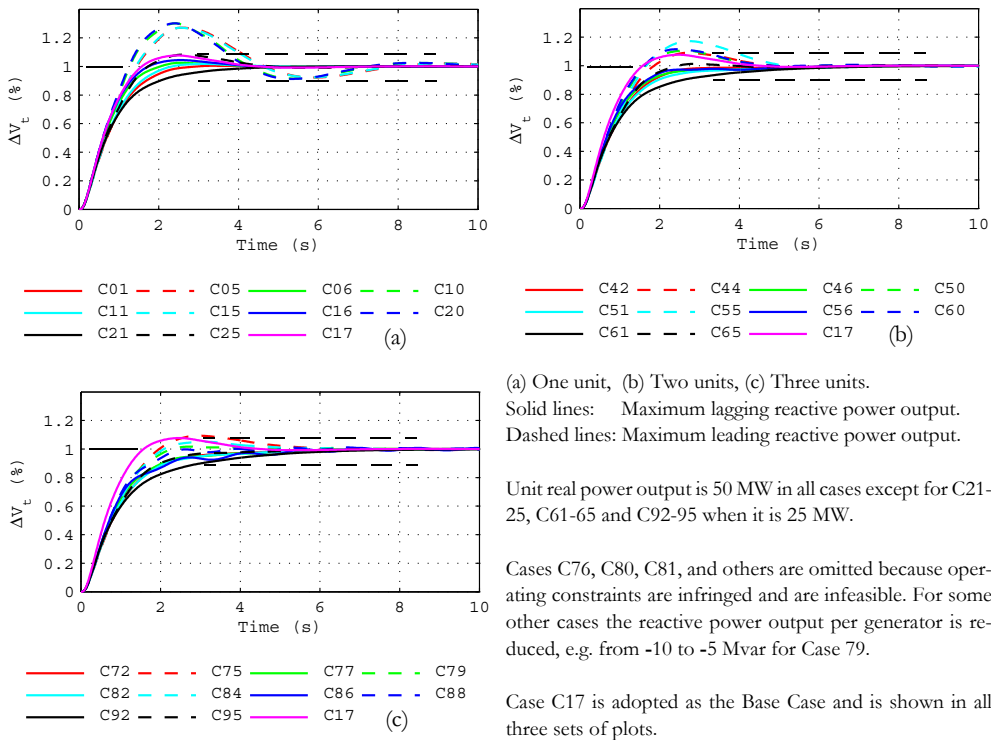 1.2
1
0.8
0.6
0.4
0.2
0
ΔV_t (%)
0 2 4 6 8 10
Time (s)
C01 C05 C06 C10
C11 C15 C16 C20
C21 C25 C17
(a)
1.2
1
0.8
0.6
0.4
0.2
0
ΔV_t (%)
0 2 4 6 8 10
Time (s)
C42 C44 C46 C50
C51 C55 C56 C60
C61 C65 C17
(b)
1.2
1
0.8
0.6
0.4
0.2
0
ΔV_t (%)
0 2 4 6 8 10
Time (s)
C72 C75 C77 C79
C82 C84 C86 C88
C92 C95 C17
(c)
(a) One unit, (b) Two units, (c) Three units.
Solid lines: Maximum lagging reactive power output.
Dashed lines: Maximum leading reactive power output.
Unit real power output is 50 MW in all cases except for C21-
25, C61-65 and C92-95 when it is 25 MW.
Cases C76, C80, C81, and others are omitted because oper-
ating constraints are infringed and are infeasible. For some
other cases the reactive power output per generator is re-
duced, e.g. from -10 to -5 Mvar for Case 79.
Case C17 is adopted as the Base Case and is shown in all
three sets of plots.